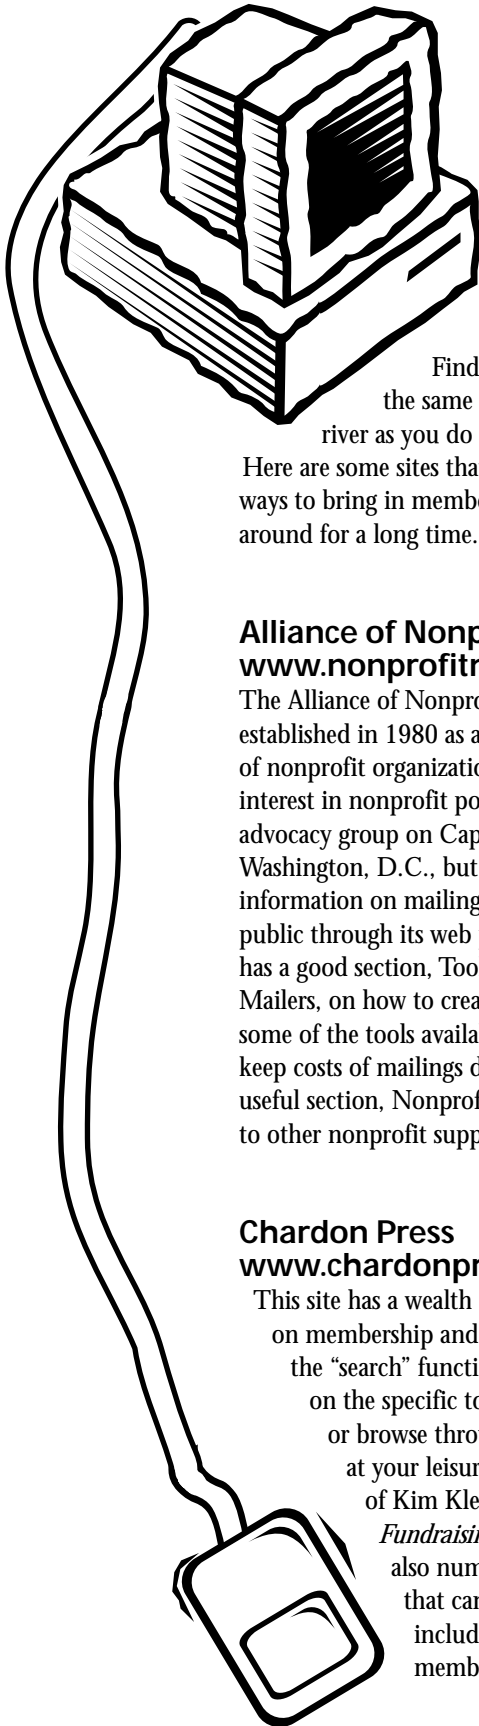 Find
the same
river as you do
Here are some sites tha
ways to bring in memb
around for a long time.
Alliance of Nonp
www.nonprofit
The Alliance of Nonpro
established in 1980 as a
of nonprofit organizatio
interest in nonprofit po
advocacy group on Cap
Washington, D.C., but
information on mailing
public through its web
has a good section, Too
Mailers, on how to crea
some of the tools availa
keep costs of mailings d
useful section, Nonprof
to other nonprofit supp
Chardon Press
www.chardonpr
This site has a wealth
on membership and
the “search” functi
on the specific to
or browse throu
at your leisur
of Kim Kle
Fundraisin
also num
that car
includ
memb